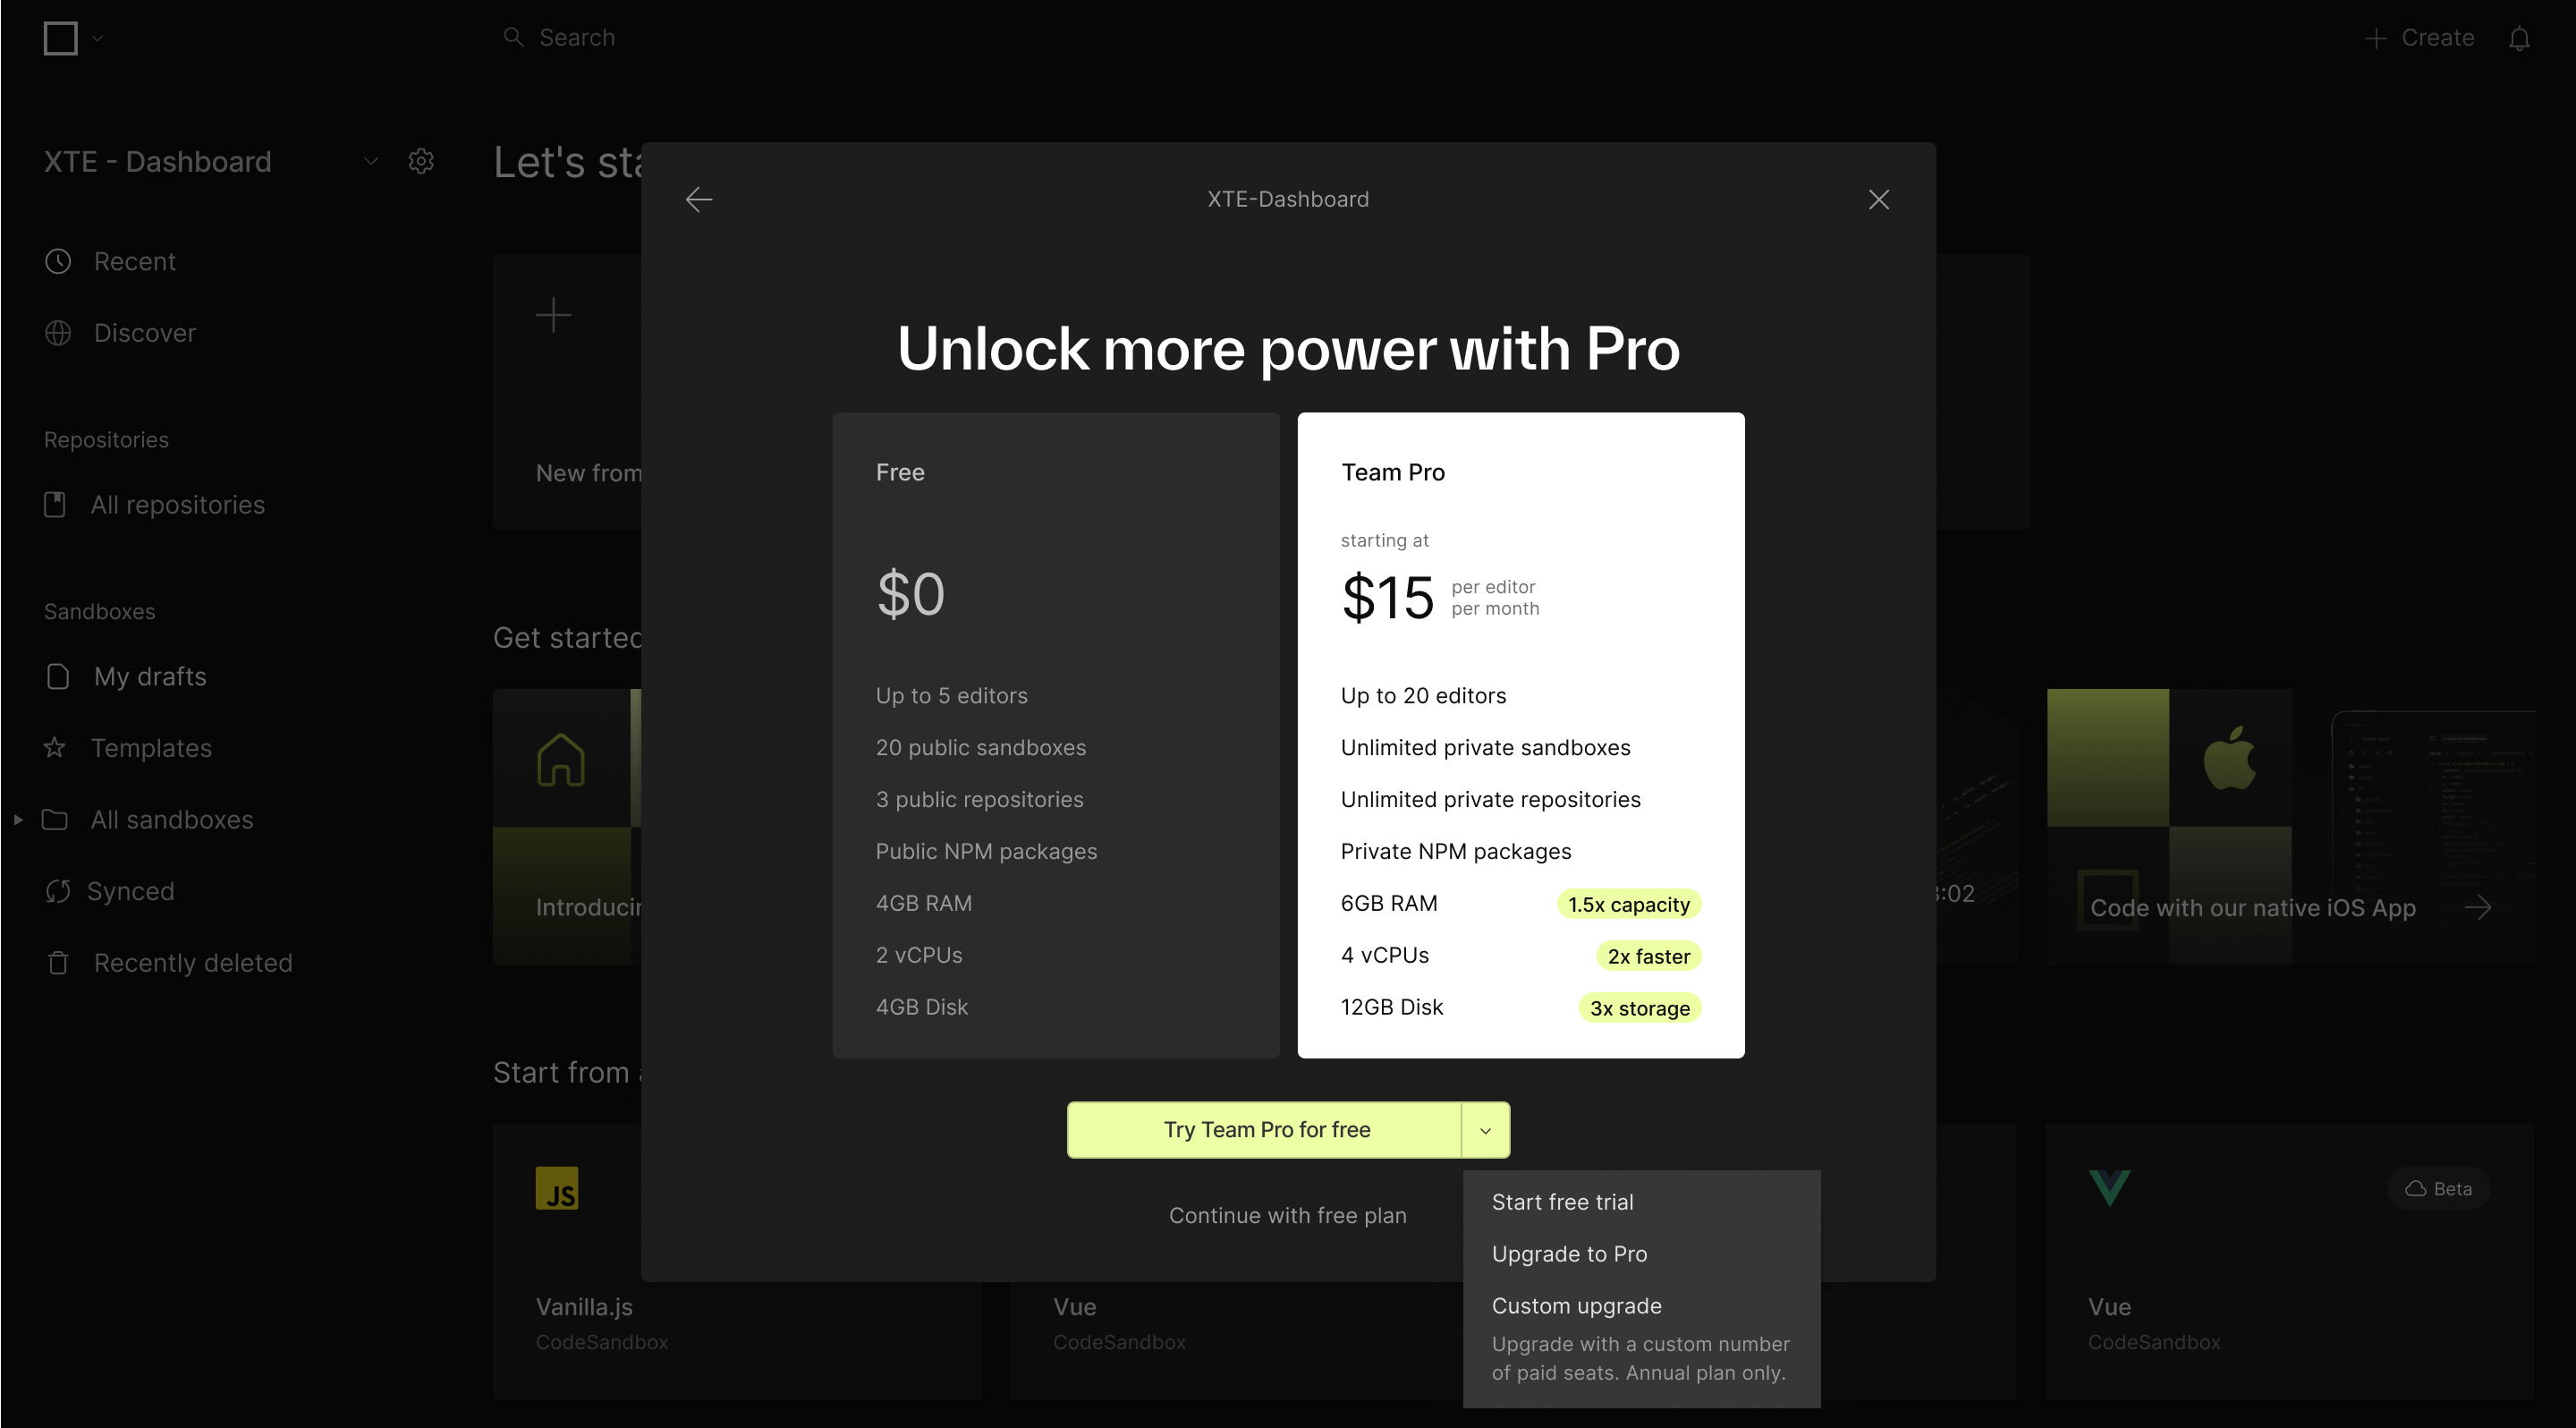 Search
Create
XTE - Dashboard
Let's sta
XTE-Dashboard
Recent
Discover
Unlock more power with Pro
Repositories
All repositories
New from
Free
$0
Up to 5 editors
20 public sandboxes
3 public repositories
Public NPM packages
4GB RAM
2 vCPUs
4GB Disk
Team Pro
starting at
$15
per editor
per month
Up to 20 editors
Unlimited private sandboxes
Unlimited private repositories
Private NPM packages
6GB RAM
1.5x capacity
4 vCPUs
2x faster
12GB Disk
3x storage
Sandboxes
My drafts
Templates
All sandboxes
Synced
Recently deleted
Get started
Introducin
3:02
Code with our native iOS App
Start from a
Try Team Pro for free
Continue with free plan
Start free trial
Upgrade to Pro
Custom upgrade
Upgrade with a custom number
of paid seats. Annual plan only.
JS
Vanilla.js
CodeSandbox
Vue
CodeSandbox
Beta
Vue
CodeSandbox